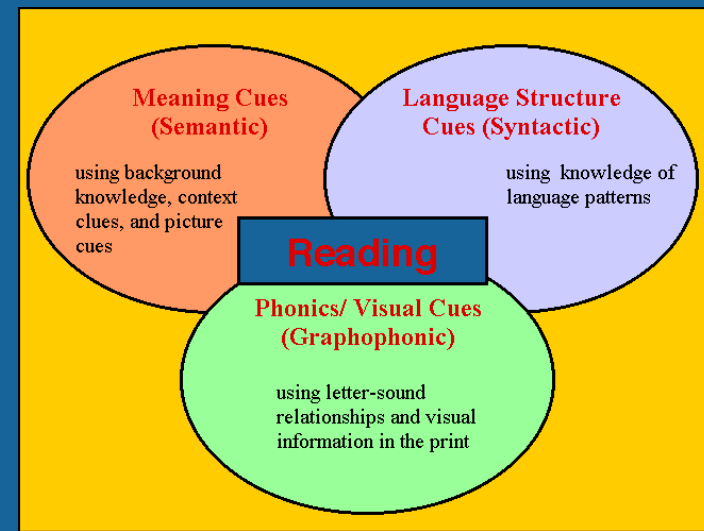 Meaning Cues
(Semantic)
using background
knowledge, context
clues, and picture
cues
Language Structure
Cues (Syntactic)
using knowledge of
language patterns
Reading
Phonics/ Visual Cues
(Graphophonic)
using letter-sound
relationships and visual
information in the print